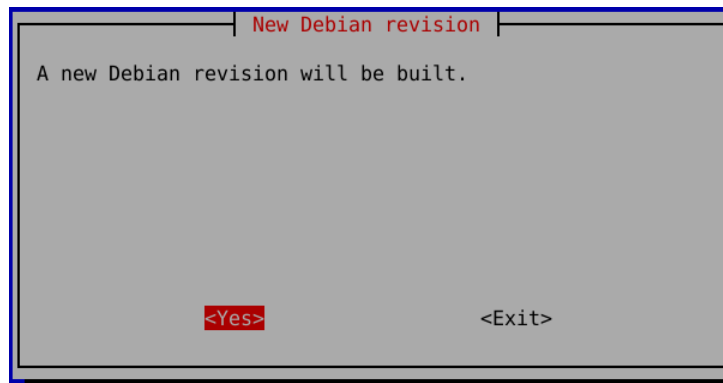 New Debian revision
A new Debian revision will be built.
<Yes> <Exit>